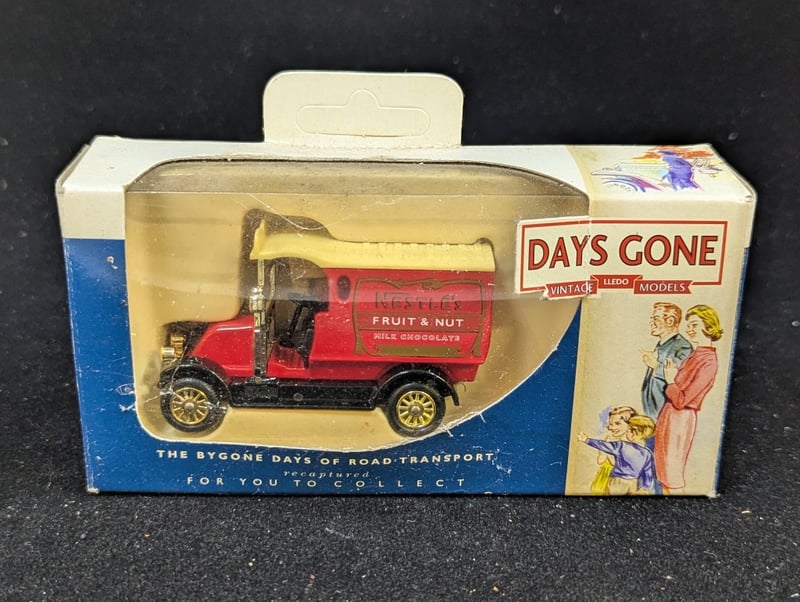 DAYS GONE
VINTAGE LLEDO MODELS
NESTLÉ'S
FRUIT & NUT
MILK CHOCOLATE
THE BYGONE DAYS OF ROAD TRANSPORT
recaptured...
FOR YOU TO COLLECT